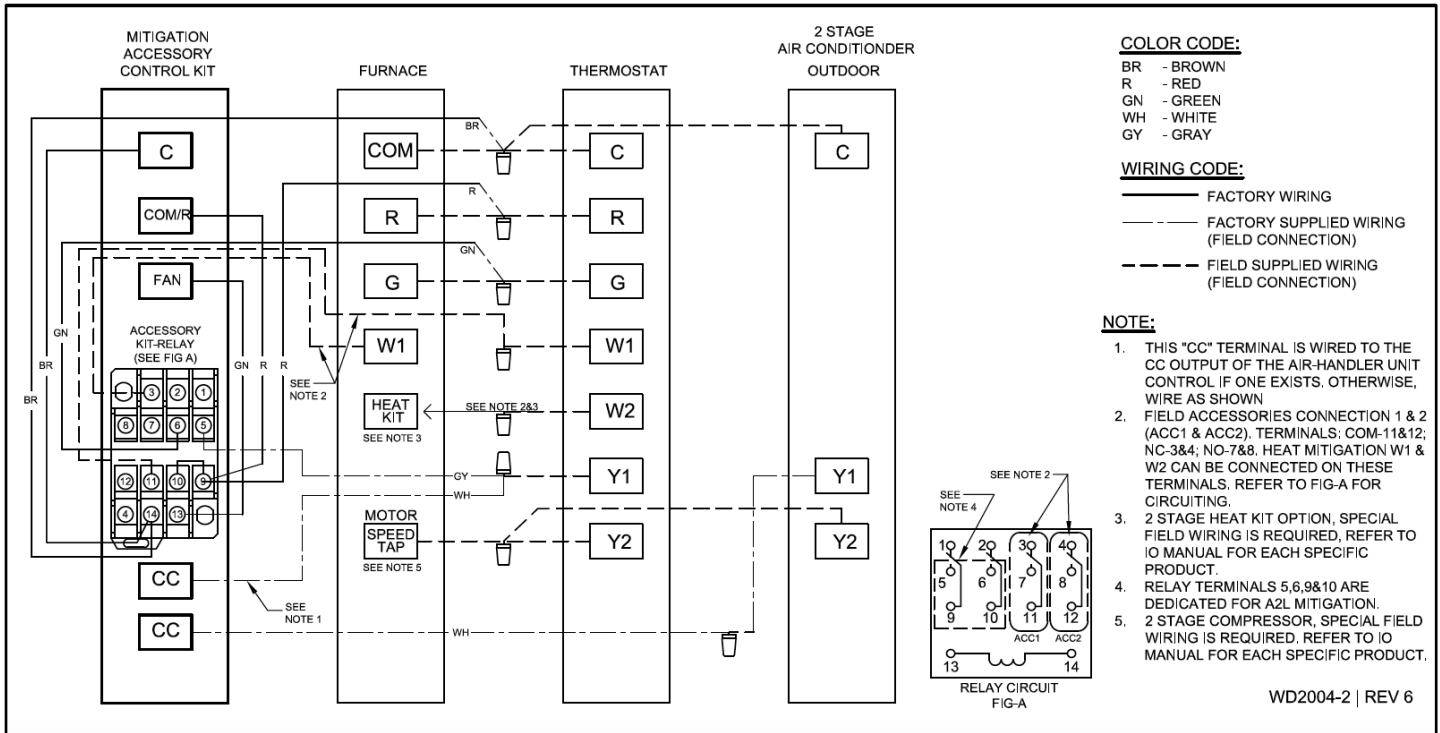 MITIGATION
ACCESSORY
CONTROL KIT
FURNACE
THERMOSTAT
2 STAGE
AIR CONDITIONDER
OUTDOOR
C
COM/R
FAN
ACCESSORY
KIT-RELAY
(SEE FIG A)
3
2
1
8
7
6
5
12
11
10
9
4
14
13
CC
CC
BR
BR
GN
GN
R
R
BR
R
GN
COM
R
G
W1
SEE
NOTE 2
HEAT
KIT
SEE NOTE 3
SEE NOTE 2&3
GY
WH
MOTOR
SPEED
TAP
SEE NOTE 5
SEE
NOTE 1
WH
C
R
G
W1
W2
Y1
Y2
C
Y1
Y2
SEE NOTE 2
SEE
NOTE 4
1
2
3
4
5
6
7
8
9
10
11
12
ACC1
ACC2
13
14
RELAY CIRCUIT
FIG-A
COLOR CODE:
BR - BROWN
R - RED
GN - GREEN
WH - WHITE
GY - GRAY
WIRING CODE:
FACTORY WIRING
FACTORY SUPPLIED WIRING
(FIELD CONNECTION)
FIELD SUPPLIED WIRING
(FIELD CONNECTION)
NOTE:
1. THIS "CC" TERMINAL IS WIRED TO THE
CC OUTPUT OF THE AIR-HANDLER UNIT
CONTROL IF ONE EXISTS. OTHERWISE,
WIRE AS SHOWN
2. FIELD ACCESSORIES CONNECTION 1 & 2
(ACC1 & ACC2). TERMINALS: COM-11&12;
NC-3&4; NO-7&8. HEAT MITIGATION W1 &
W2 CAN BE CONNECTED ON THESE
TERMINALS. REFER TO FIG-A FOR
CIRCUITING.
3. 2 STAGE HEAT KIT OPTION, SPECIAL
FIELD WIRING IS REQUIRED, REFER TO
IO MANUAL FOR EACH SPECIFIC
PRODUCT.
4. RELAY TERMINALS 5,6,9&10 ARE
DEDICATED FOR A2L MITIGATION.
5. 2 STAGE COMPRESSOR, SPECIAL FIELD
WIRING IS REQUIRED. REFER TO IO
MANUAL FOR EACH SPECIFIC PRODUCT.
WD2004-2 | REV 6